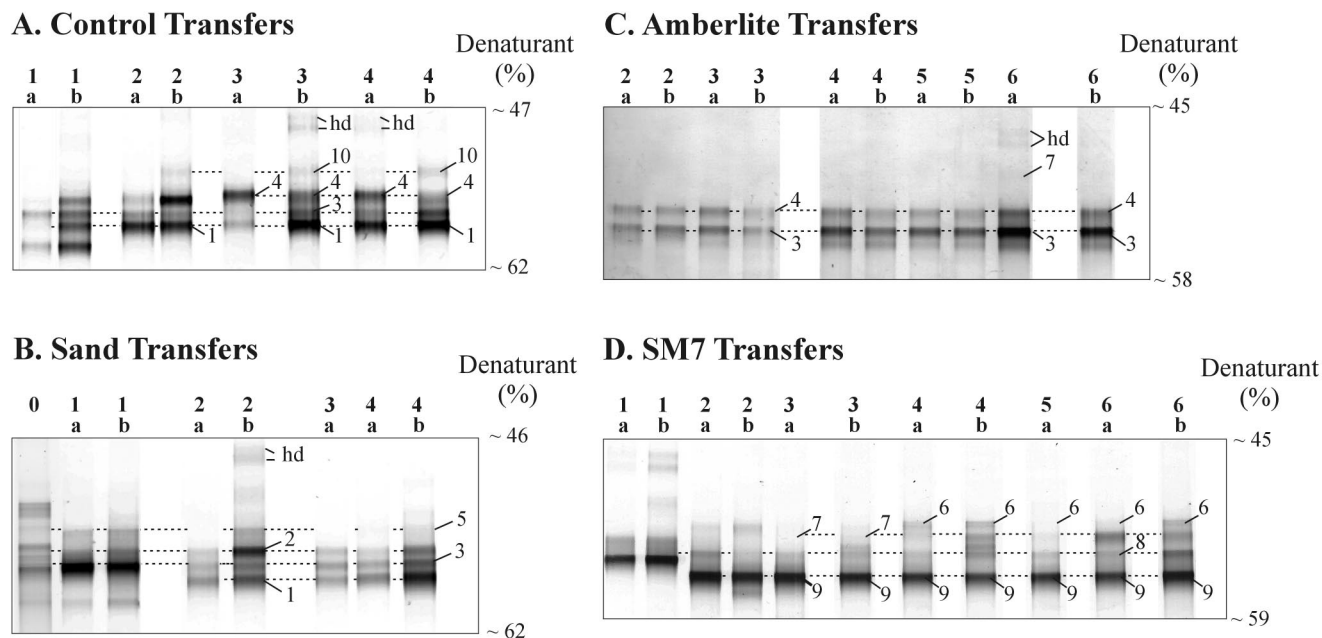 A. Control Transfers
Denaturant
(%)
1 1 2 2 3 3 4 4
a b a b a b a b
~ 47
hd hd
10 10
4 4 4 4
3
1 1 1
~ 62
B. Sand Transfers
Denaturant
(%)
0 1 1 2 2 3 4 4
a b a b a a b
~ 46
hd
5
2
3
1
~ 62
C. Amberlite Transfers
Denaturant
(%)
2 2 3 3 4 4 5 5 6 6
a b a b a b a b a b
~ 45
hd
7
4 4
3 3 3
~ 58
D. SM7 Transfers
Denaturant
(%)
1 1 2 2 3 3 4 4 5 6 6
a b a b a b a b a a b
~ 45
7 7 6 6 6 6 6
8
9 9 9 9 9 9 9
~ 59